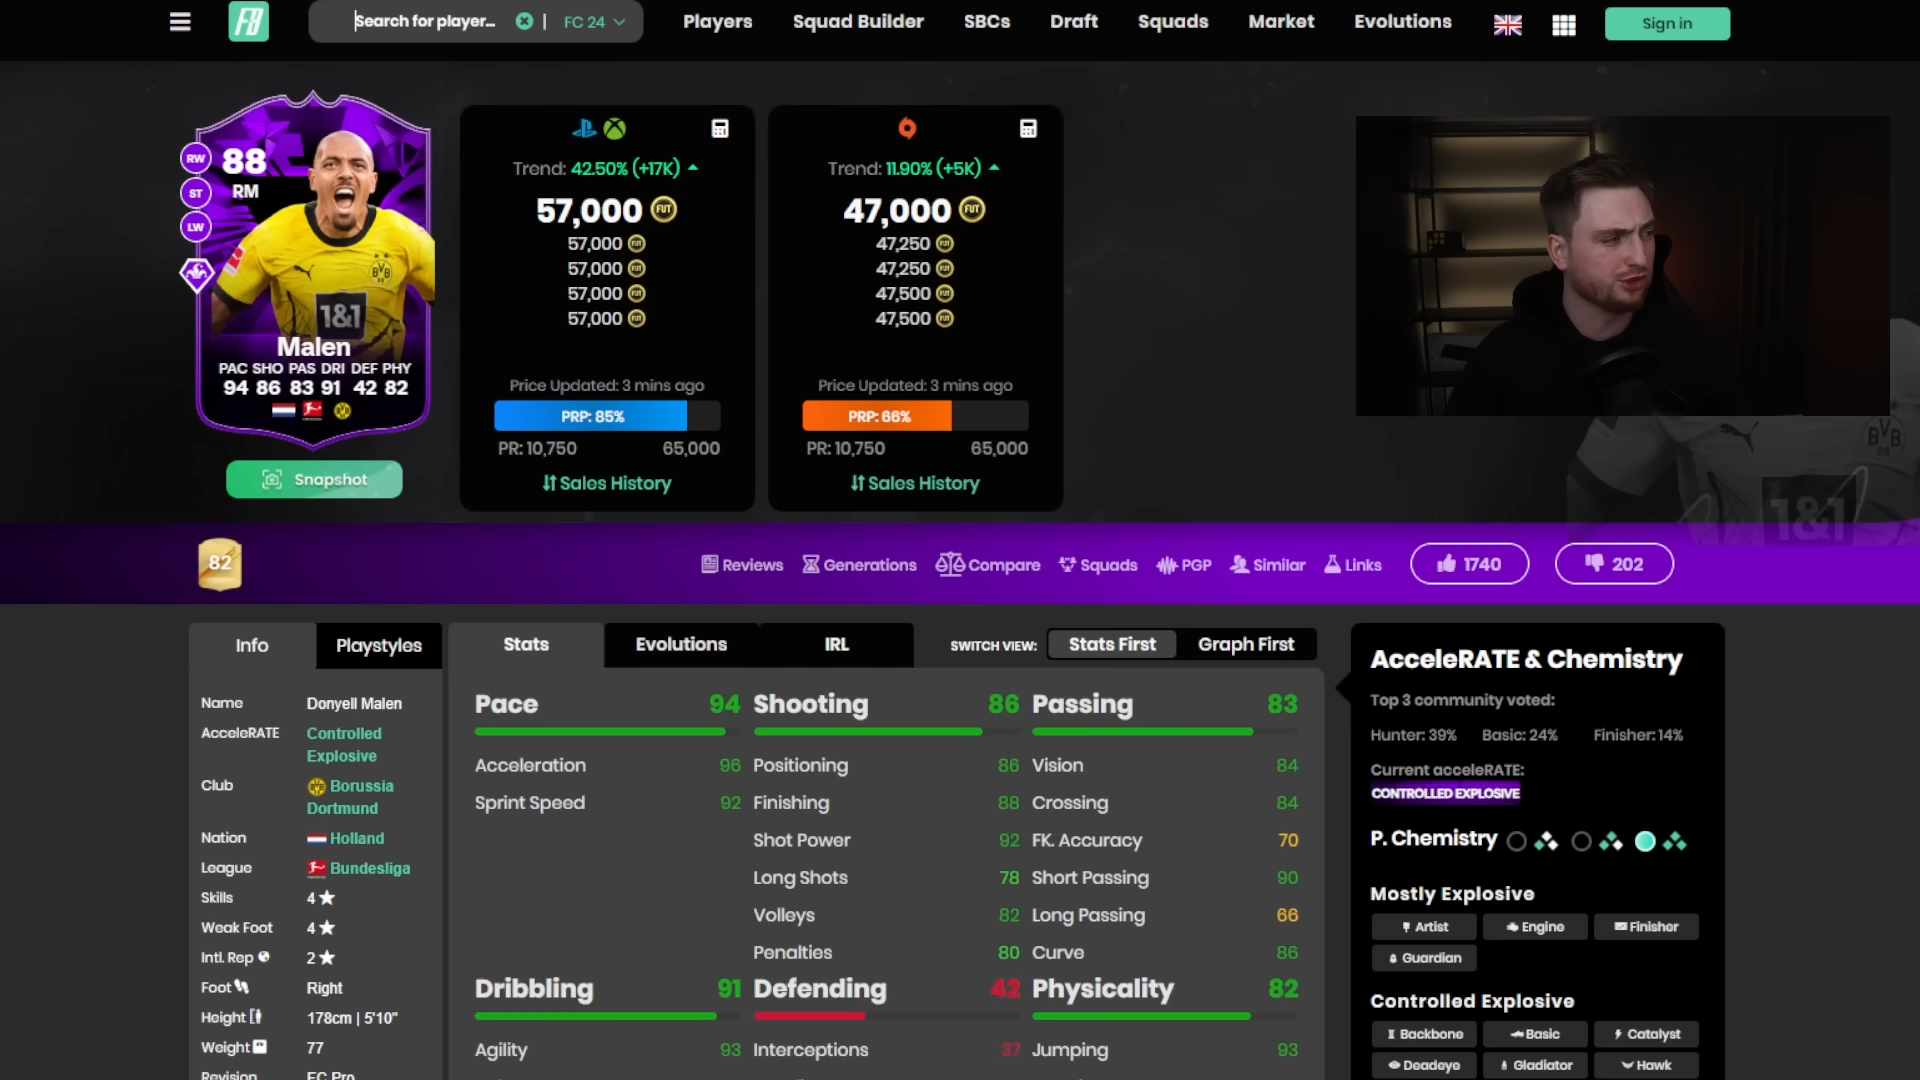 Search for player...
FC 24
Players
Squad Builder
SBCs
Draft
Squads
Market
Evolutions
Sign in
RW
ST
LW
88
RM
1&1
Malen
PAC SHO PAS DRI DEF PHY
94 86 83 91 42 82
Snapshot
Trend: 42.50% (+17K)
57,000
57,000
57,000
57,000
57,000
Price Updated: 3 mins ago
PRP: 85%
PR: 10,750 65,000
Sales History
Trend: 11.90% (+5K)
47,000
47,250
47,250
47,500
47,500
Price Updated: 3 mins ago
PRP: 66%
PR: 10,750 65,000
Sales History
BVB
1&1
82
Reviews
Generations
Compare
Squads
PGP
Similar
Links
1740
202
Info
Playstyles
Name Donyell Malen
AcceleRATE Controlled
Explosive
Club Borussia
Dortmund
Nation Holland
League Bundesliga
Skills 4
Weak Foot 4
Intl. Rep 2
Foot Right
Height 178cm | 5'10"
Weight 77
Revision FC Pro
Stats
Evolutions
IRL
SWITCH VIEW:
Stats First
Graph First
Pace 94
Acceleration 96
Sprint Speed 92
Shooting 86
Positioning 86
Finishing 88
Shot Power 92
Long Shots 78
Volleys 82
Penalties 80
Passing 83
Vision 84
Crossing 84
FK. Accuracy 70
Short Passing 90
Long Passing 66
Curve 86
Dribbling 91
Agility 93
Defending 42
Interceptions 37
Physicality 82
Jumping 93
AcceleRATE & Chemistry
Top 3 community voted:
Hunter: 39% Basic: 24% Finisher: 14%
Current acceleRATE:
CONTROLLED EXPLOSIVE
P. Chemistry
Mostly Explosive
Artist
Engine
Finisher
Guardian
Controlled Explosive
Backbone
Basic
Catalyst
Deadeye
Gladiator
Hawk